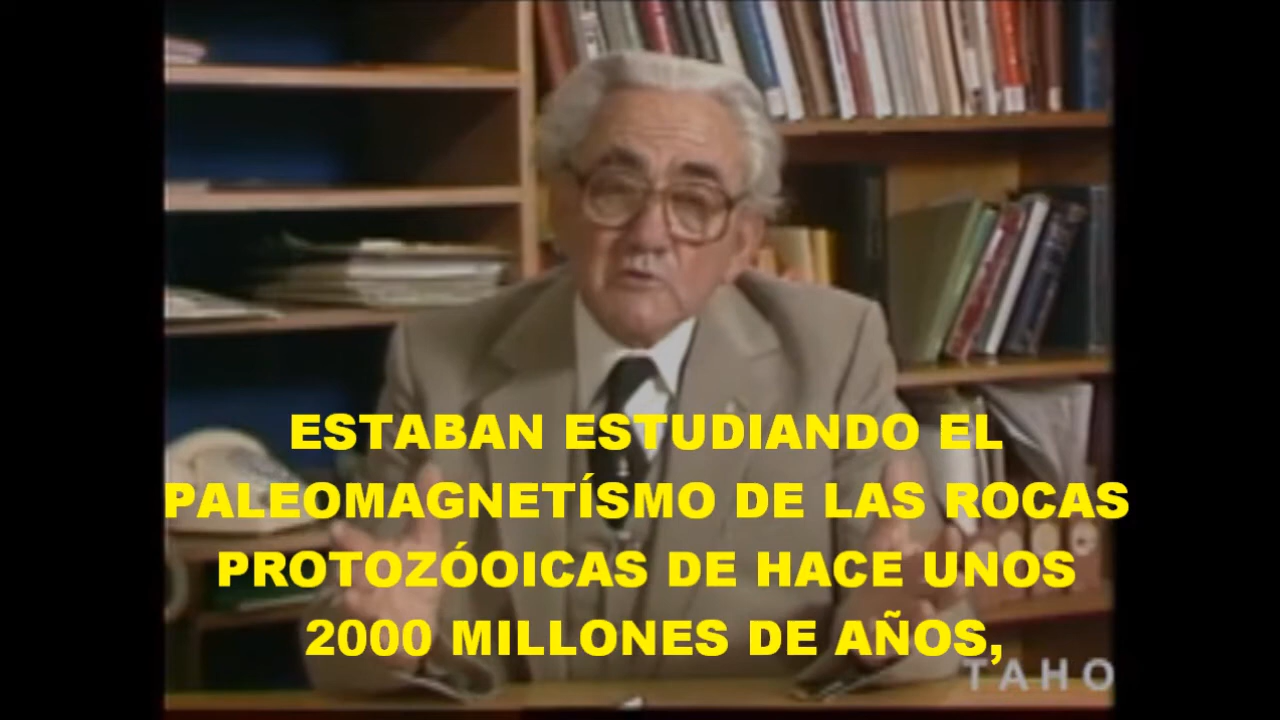 ESTABAN ESTUDIANDO EL
PALEOMAGNETÍSMO DE LAS ROCAS
PROTOZÓOICAS DE HACE UNOS
2000 MILLONES DE AÑOS,
TAHO